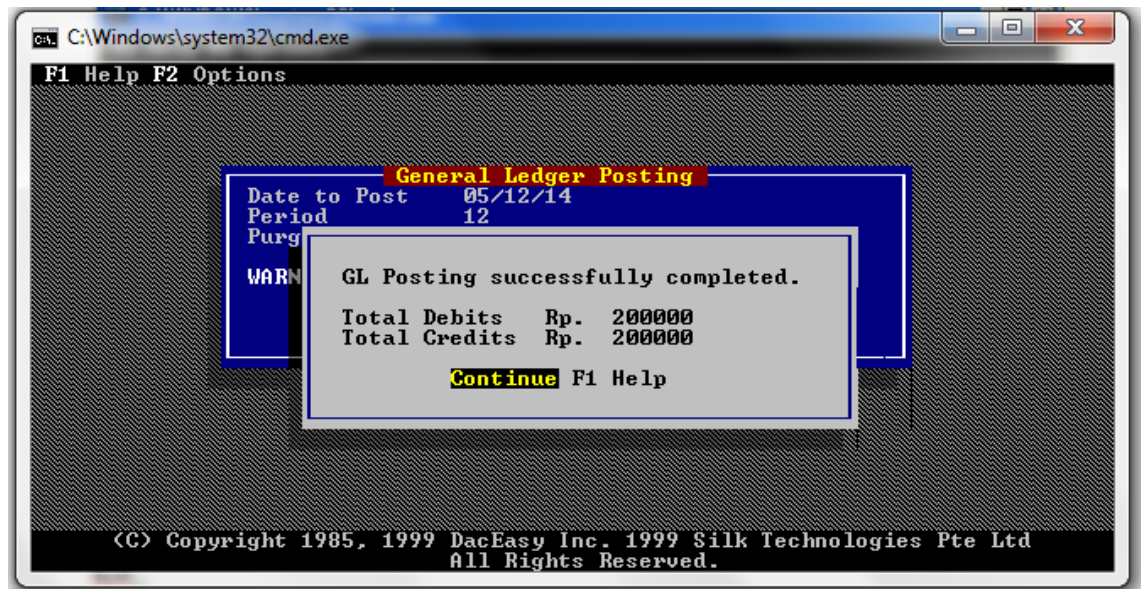 C:\Windows\system32\cmd.exe
F1 Help F2 Options
General Ledger Posting
Date to Post 05/12/14
Period 12
Purg
WARN
GL Posting successfully completed.
Total Debits Rp. 200000
Total Credits Rp. 200000
Continue F1 Help
(C) Copyright 1985, 1999 DacEasy Inc. 1999 Silk Technologies Pte Ltd
All Rights Reserved.